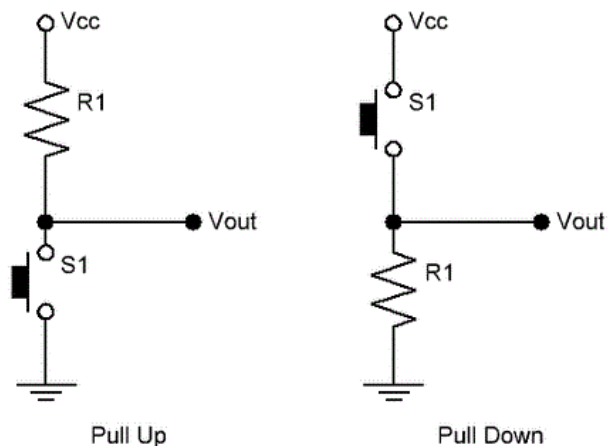 Vcc
R1
Vout
S1
Pull Up
Vcc
S1
Vout
R1
Pull Down